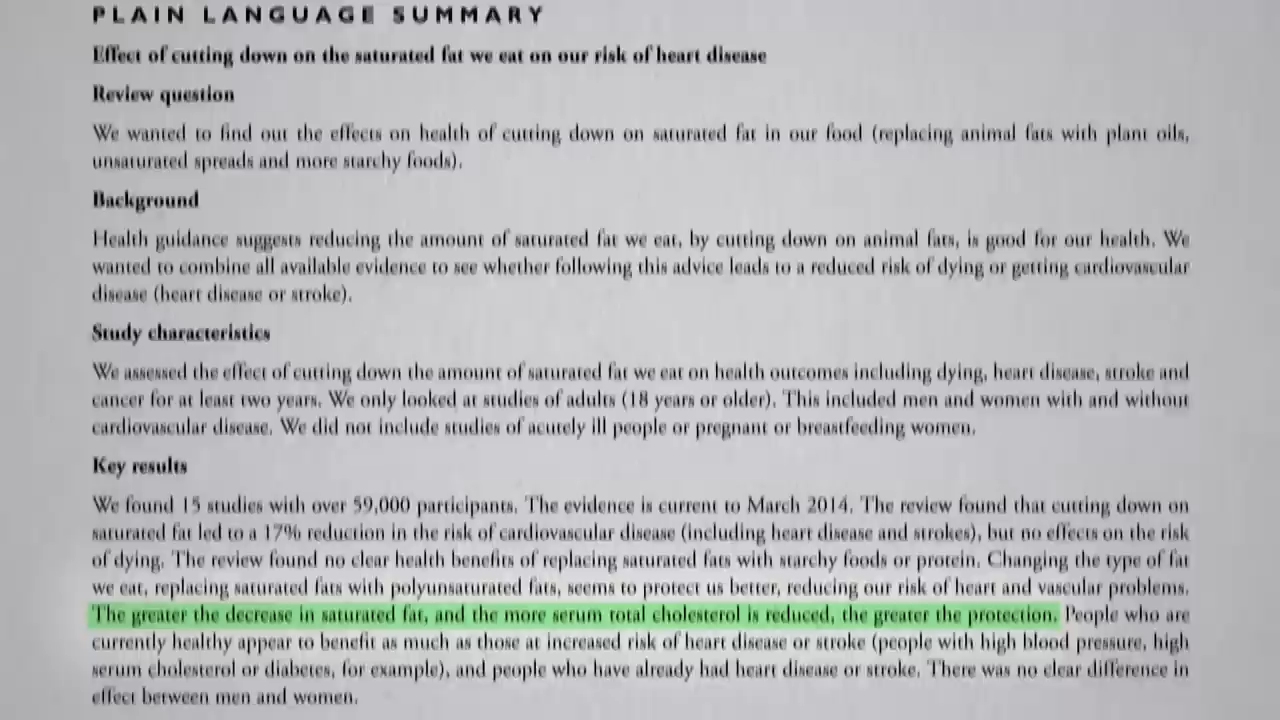 PLAIN LANGUAGE SUMMARY
Effect of cutting down on the saturated fat we eat on our risk of heart disease
Review question
We wanted to find out the effects on health of cutting down on saturated fat in our food (replacing animal fats with plant oils,
unsaturated spreads and more starchy foods).
Background
Health guidance suggests reducing the amount of saturated fat we eat, by cutting down on animal fats, is good for our health. We
wanted to combine all available evidence to see whether following this advice leads to a reduced risk of dying or getting cardiovascular
disease (heart disease or stroke).
Study characteristics
We assessed the effect of cutting down the amount of saturated fat we eat on health outcomes including dying, heart disease, stroke and
cancer for at least two years. We only looked at studies of adults (18 years or older). This included men and women with and without
cardiovascular disease. We did not include studies of acutely ill people or pregnant or breastfeeding women.
Key results
We found 15 studies with over 59,000 participants. The evidence is current to March 2014. The review found that cutting down on
saturated fat led to a 17% reduction in the risk of cardiovascular disease (including heart disease and strokes), but no effects on the risk
of dying. The review found no clear health benefits of replacing saturated fats with starchy foods or protein. Changing the type of fat
we eat, replacing saturated fats with polyunsaturated fats, seems to protect us better, reducing our risk of heart and vascular problems.
The greater the decrease in saturated fat, and the more serum total cholesterol is reduced, the greater the protection. People who are
currently healthy appear to benefit as much as those at increased risk of heart disease or stroke (people with high blood pressure, high
serum cholesterol or diabetes, for example), and people who have already had heart disease or stroke. There was no clear difference in
effect between men and women.